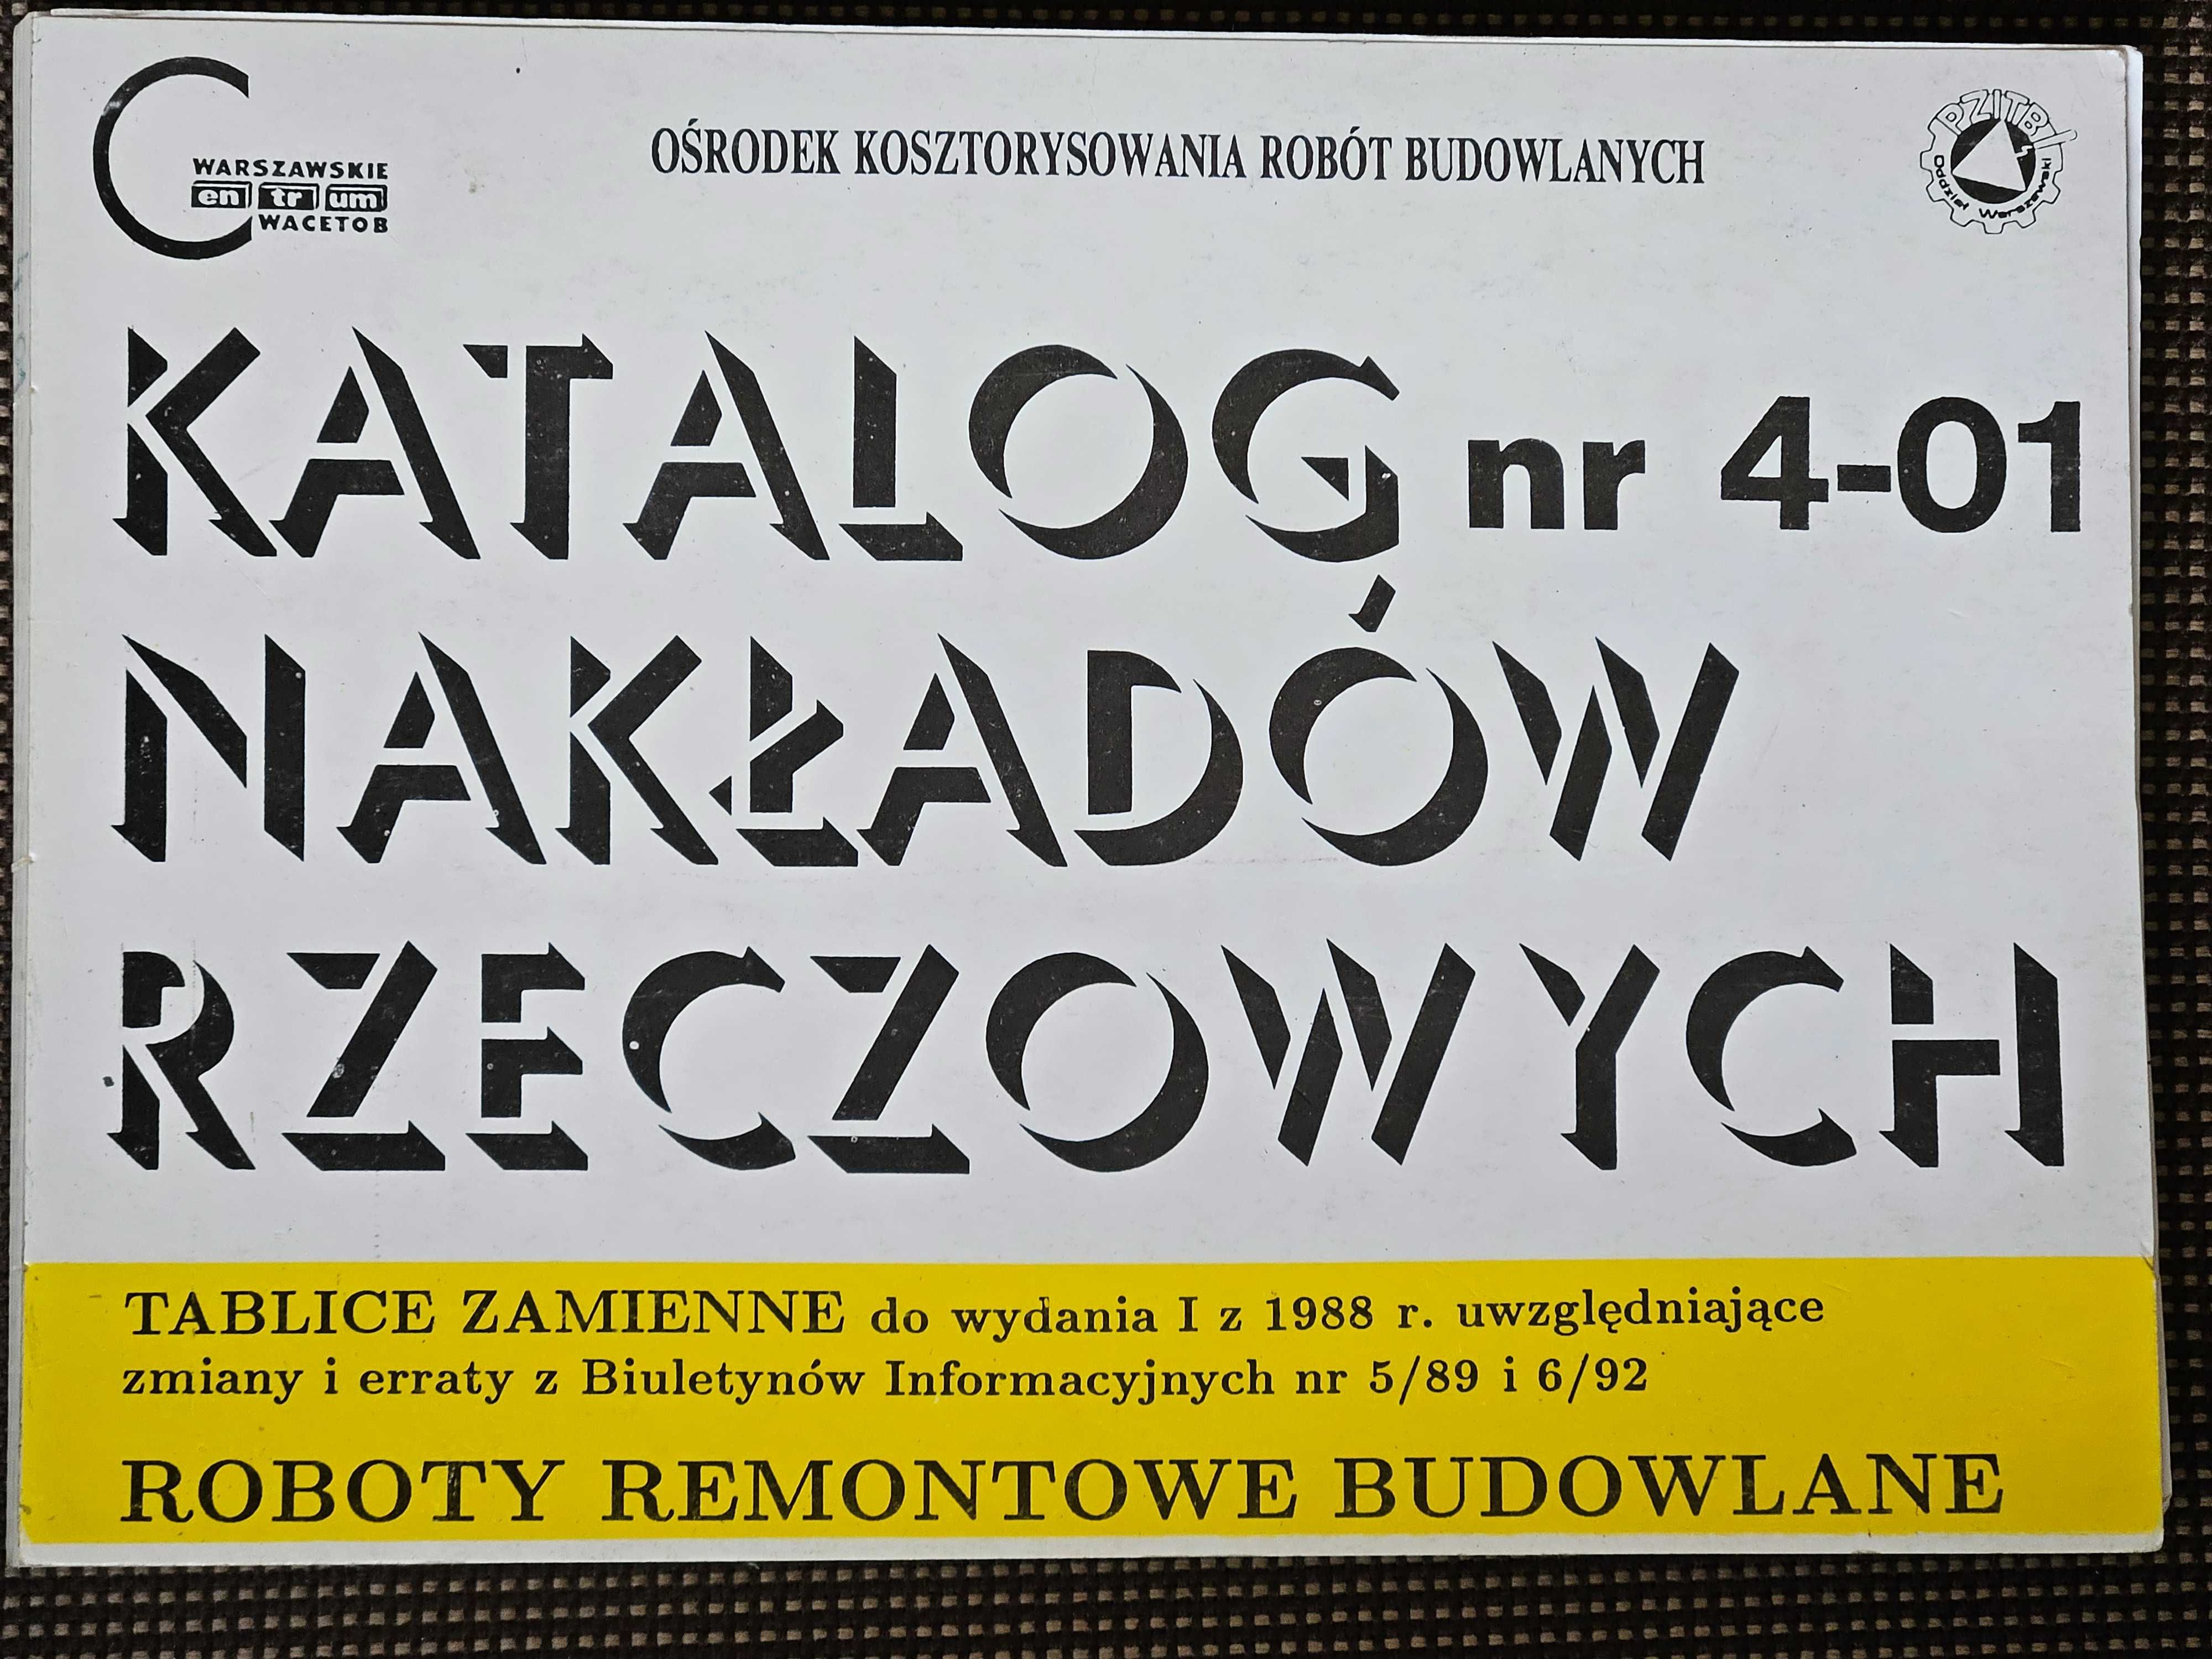 WARSZAWSKIE
C en tr um
WACETOB
OŚRODEK KOSZTORYSOWANIA ROBÓT BUDOWLANYCH
PZITB
Oddział Warszawski
KATALOG nr 4-01
NAKŁADÓW
RZECZOWYCH
TABLICE ZAMIENNE do wydania I z 1988 r. uwzględniające
zmiany i erraty z Biuletynów Informacyjnych nr 5/89 i 6/92
ROBOTY REMONTOWE BUDOWLANE